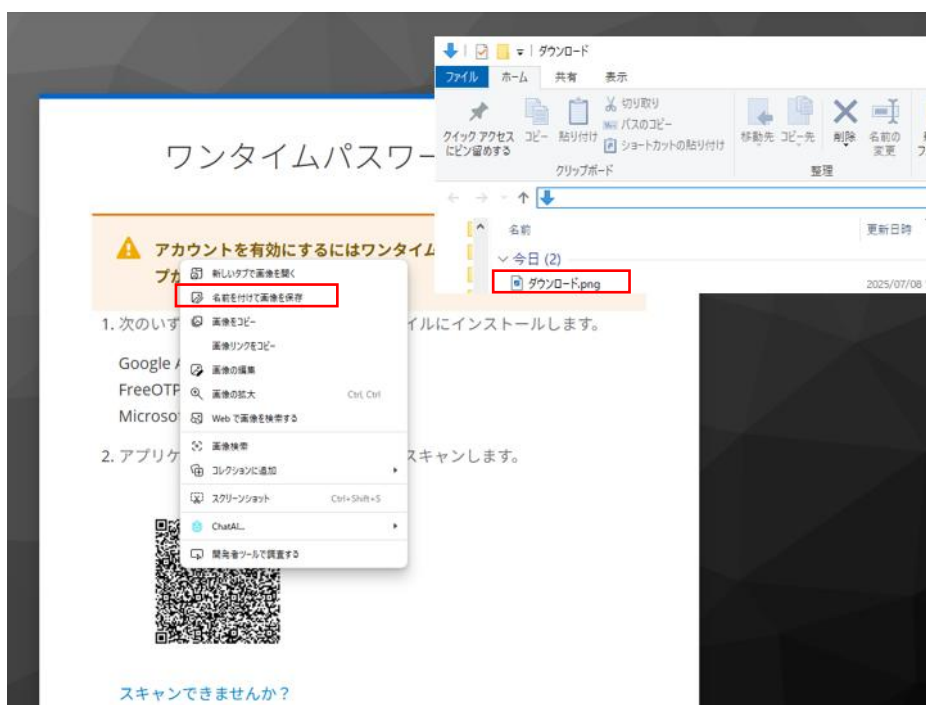 ダウンロード
ファイル ホーム 共有 表示
クイック アクセスにピン留めする
コピー
貼り付け
切り取り
パスのコピー
ショートカットの貼り付け
クリップボード
移動先 コピー先 削除 名前の変更
整理
名前 更新日時
今日 (2)
ダウンロード.png 2025/07/08
ワンタイムパスワー
アカウントを有効にするにはワンタイム
プ
1. 次のいず
イルにインストールします。
Google A
FreeOTP
Microso
2. アプリケ
スキャンします。
新しいタブで画像を開く
名前を付けて画像を保存
画像をコピー
画像リンクをコピー
画像の編集
画像の拡大 Ctrl, Ctrl
Web で画像を検索する
画像検索
コレクションに追加
スクリーンショット Ctrl+Shift+S
ChatAI...
開発者ツールで調査する
スキャンできませんか？